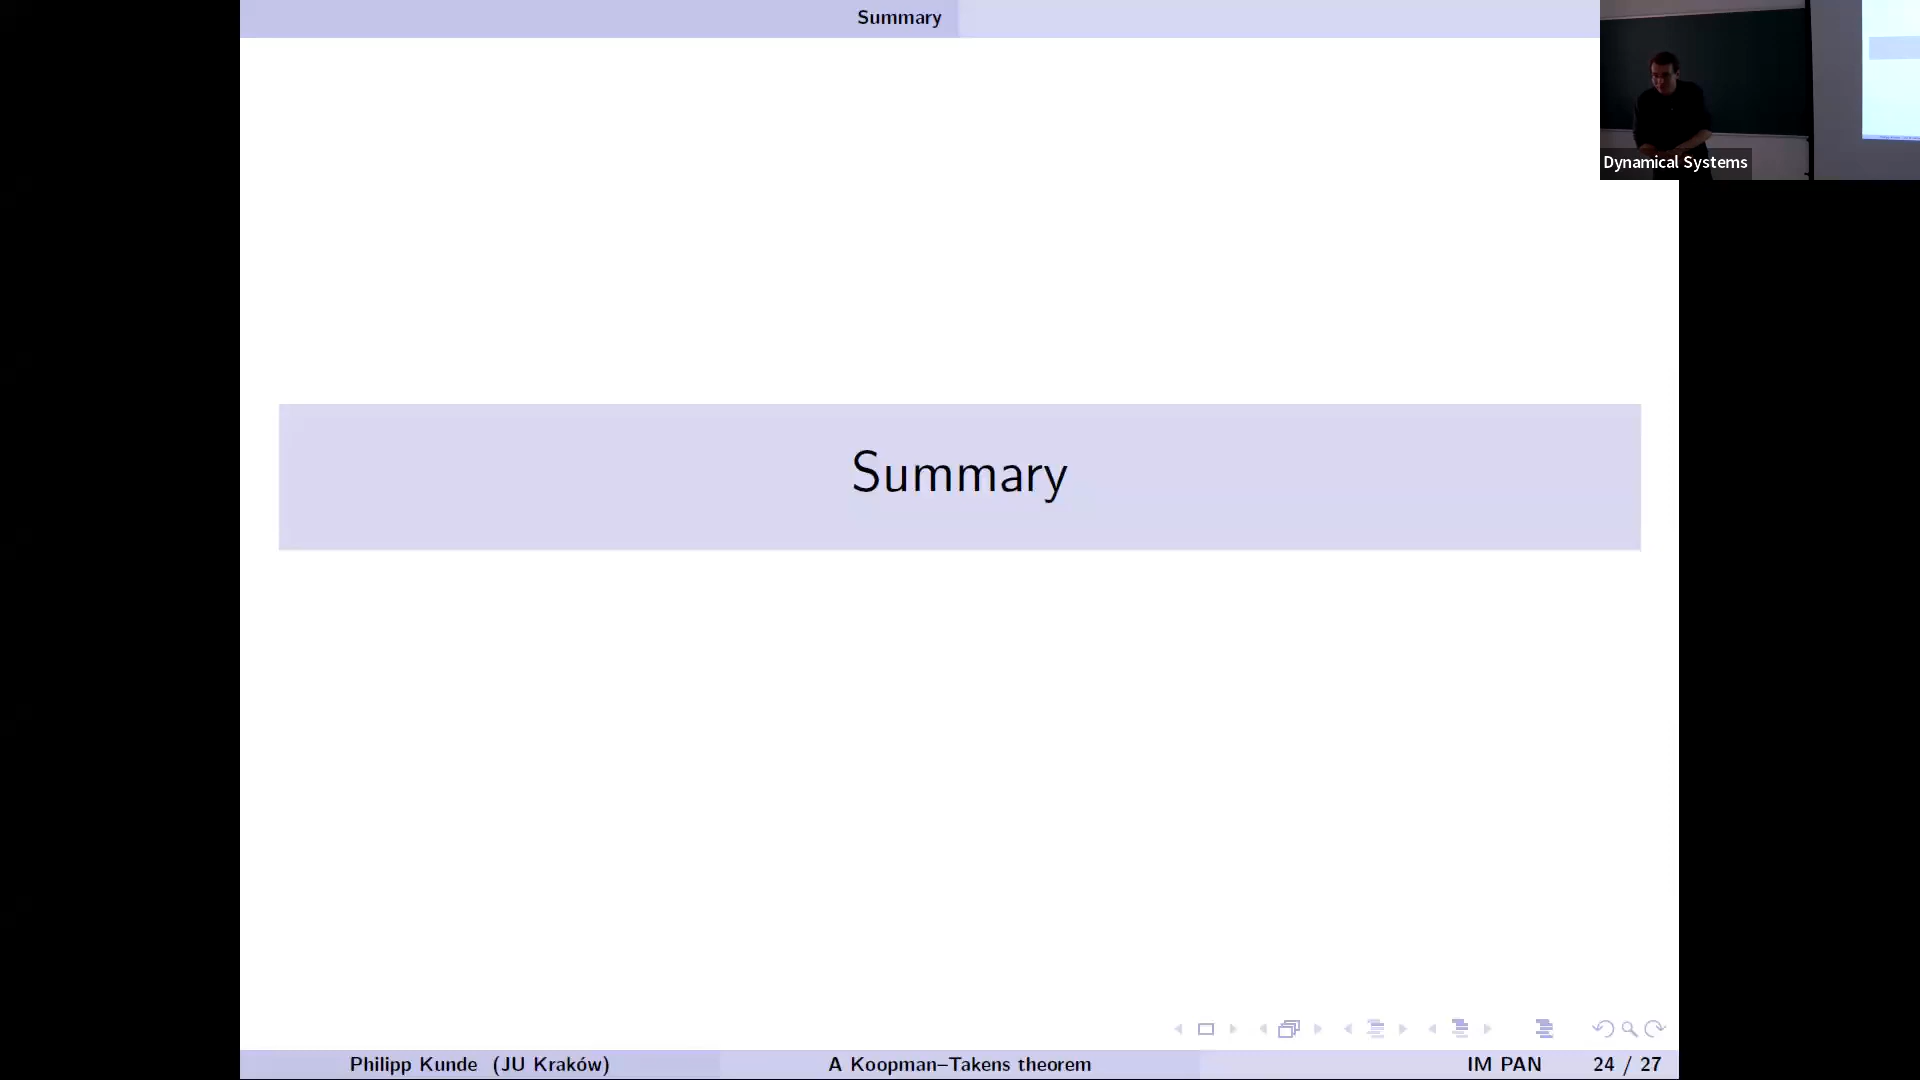 Summary
Dynamical Systems
Summary
Philipp Kunde (JU Kraków)
A Koopman–Takens theorem
IM PAN
24 / 27